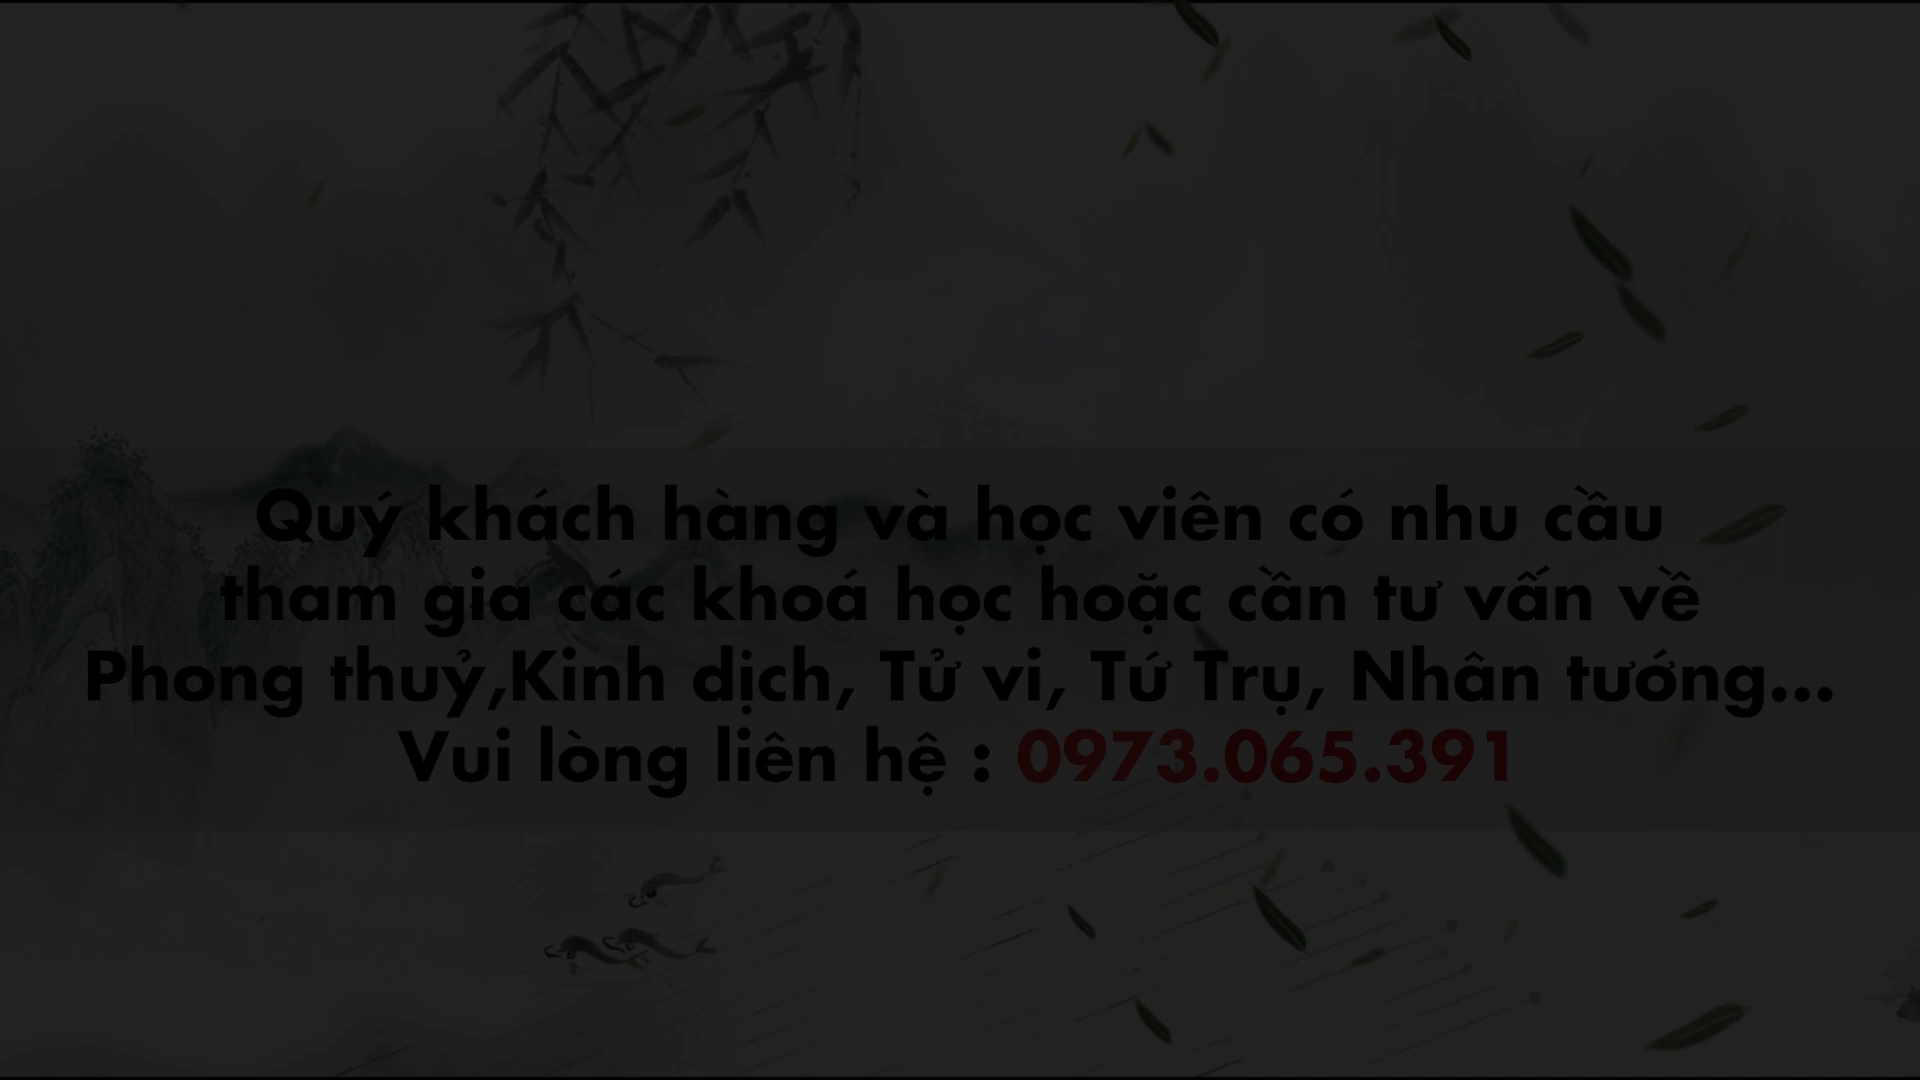 Quý khách hàng và học viên có nhu cầu
tham gia các khoá học hoặc cần tư vấn về
Phong thuỷ,Kinh dịch, Tử vi, Tứ Trụ, Nhân tướng...
Vui lòng liên hệ : 0973.065.391